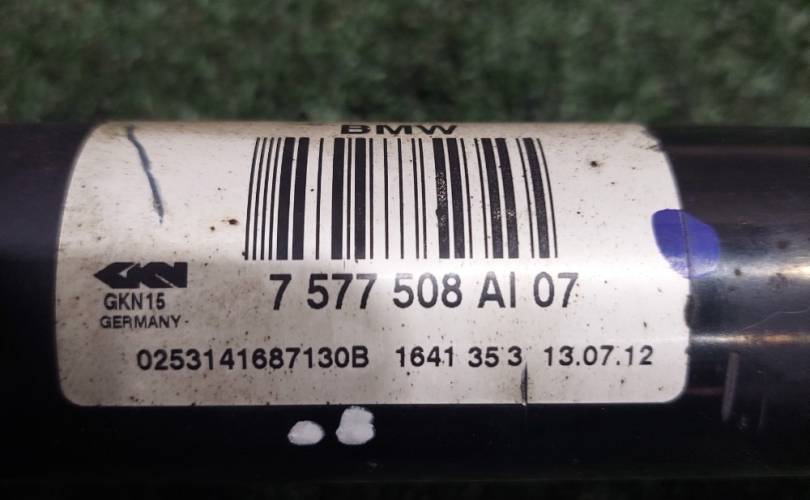 BMW
7 577 508 AI 07
GKN
GKN15
GERMANY
0253141687130B 1641 35 3 13.07.12